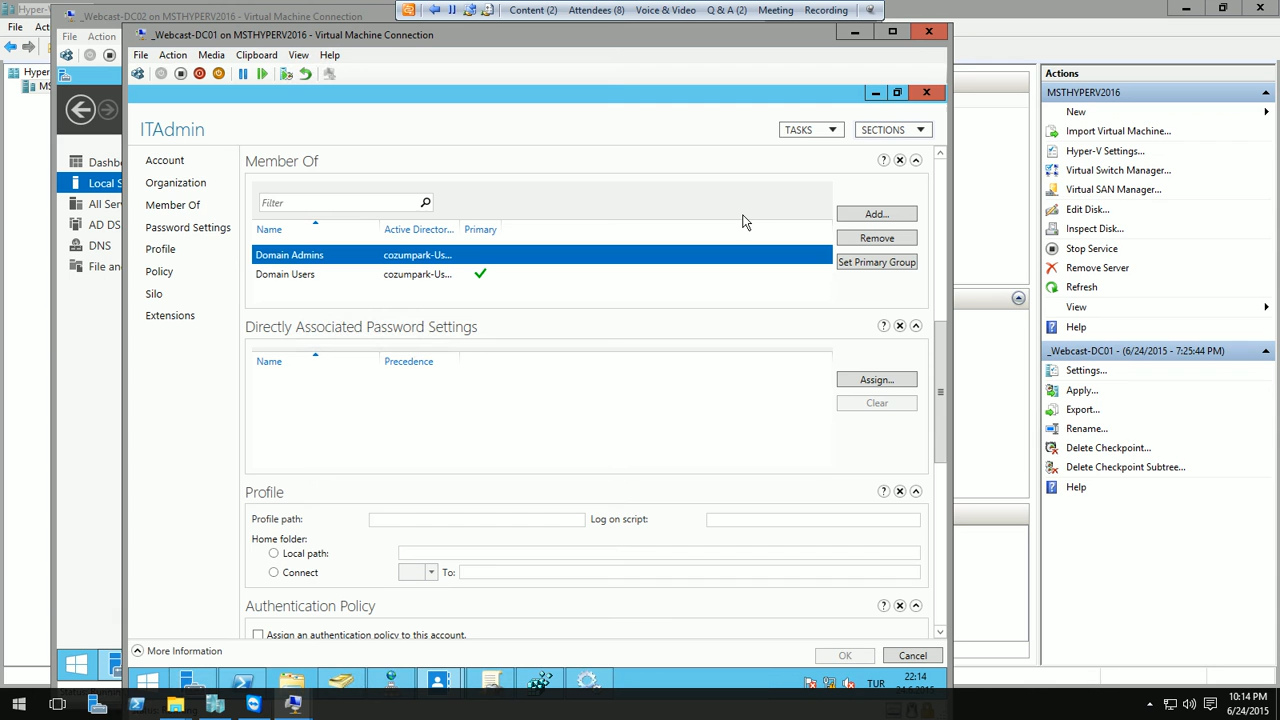 Hyper-V
_Webcast-DC02 on MSTHYPERV2016 - Virtual Machine Connection
Content (2) Attendees (8) Voice & Video Q & A (2) Meeting Recording
File Ac
File Action
_Webcast-DC01 on MSTHYPERV2016 - Virtual Machine Connection
File Action Media Clipboard View Help
Hyper
MS
Dashb
Local S
All Serv
AD DS
DNS
File an
ITAdmin
TASKS
SECTIONS
Account
Organization
Member Of
Password Settings
Profile
Policy
Silo
Extensions
Member Of
Filter
Name Active Director... Primary
Domain Admins cozumpark-Us...
Domain Users cozumpark-Us...
Add...
Remove
Set Primary Group
Directly Associated Password Settings
Name Precedence
Assign...
Clear
Profile
Profile path: Log on script:
Home folder:
Local path:
Connect To:
Authentication Policy
Assign an authentication policy to this account.
More Information
OK Cancel
TUR 22:14
Actions
MSTHYPERV2016
New
Import Virtual Machine...
Hyper-V Settings...
Virtual Switch Manager...
Virtual SAN Manager...
Edit Disk...
Inspect Disk...
Stop Service
Remove Server
Refresh
View
Help
_Webcast-DC01 - (6/24/2015 - 7:25:44 PM)
Settings...
Apply...
Export...
Rename...
Delete Checkpoint...
Delete Checkpoint Subtree...
Help
10:14 PM
6/24/2015